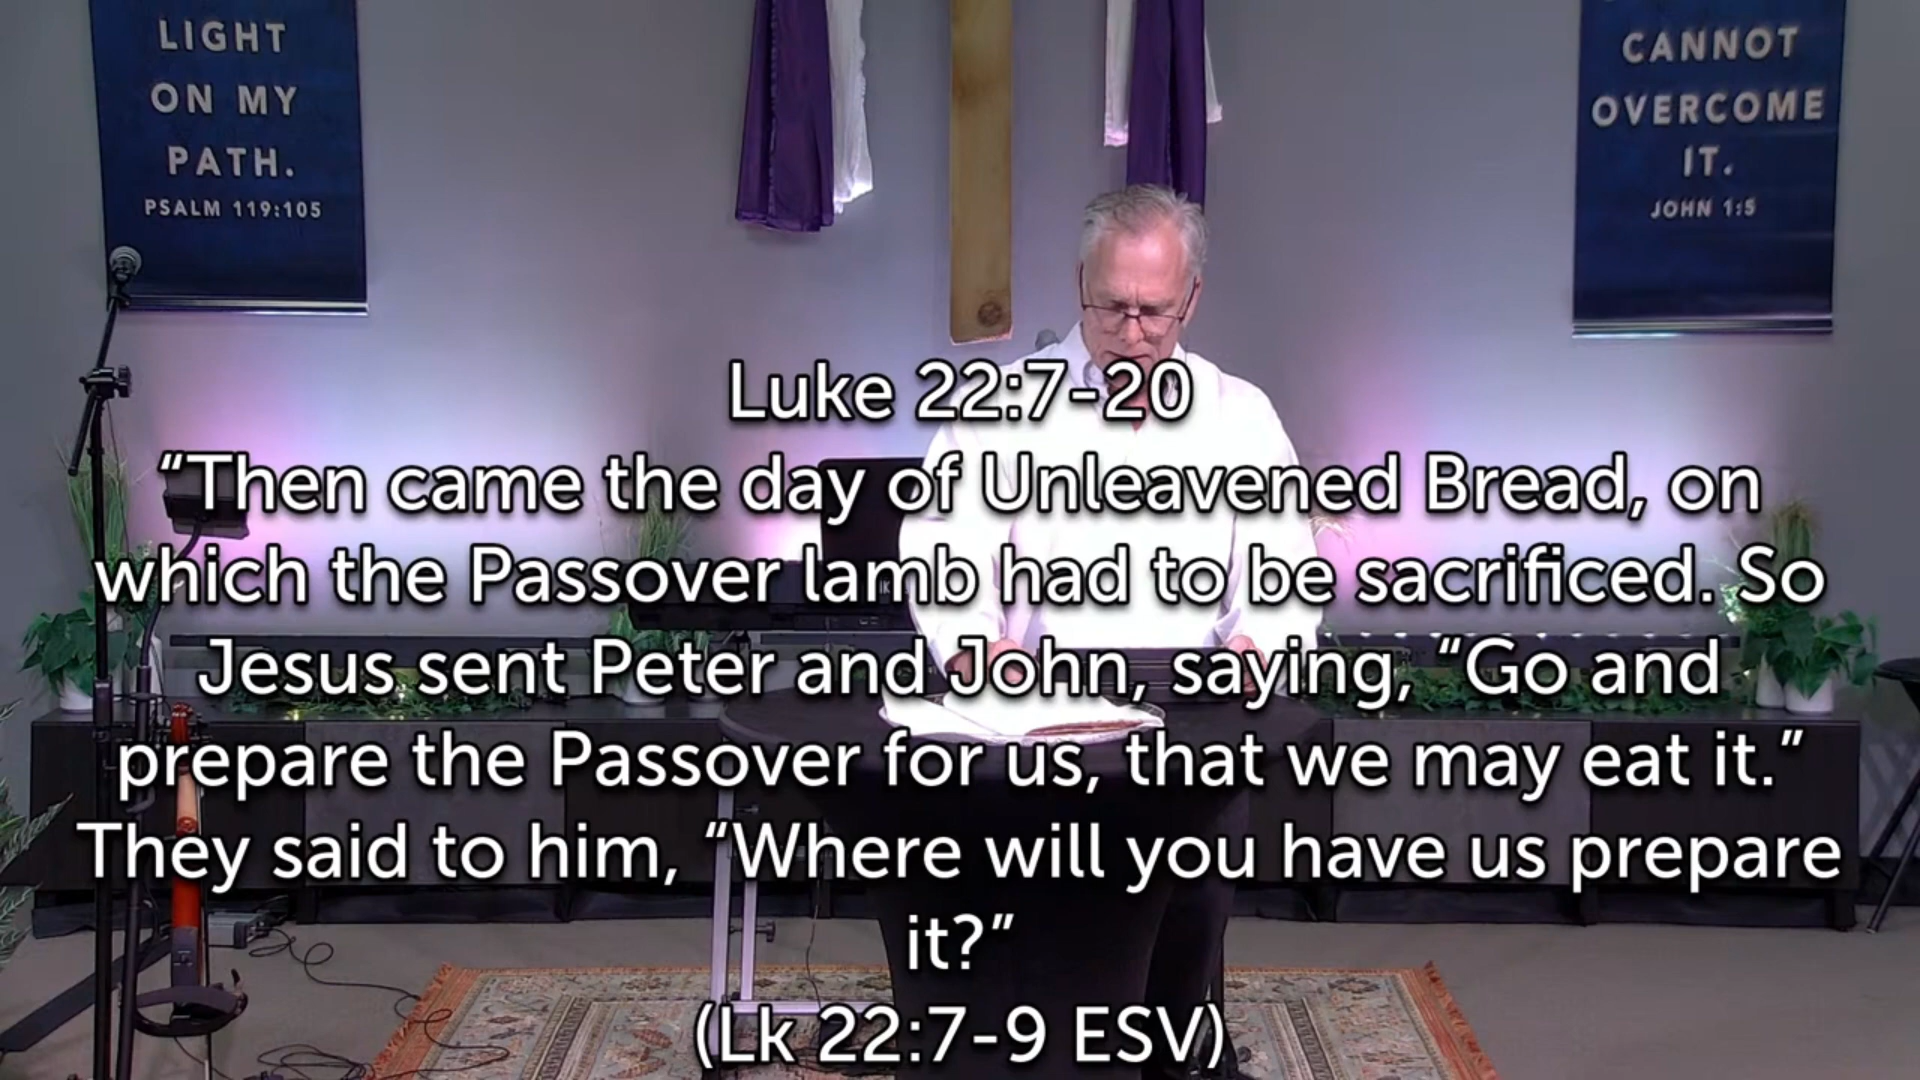 LIGHT
ON MY
PATH.
PSALM 119:105
CANNOT
OVERCOME
IT.
JOHN 1:5
Luke 22:7-20
“Then came the day of Unleavened Bread, on
which the Passover lamb had to be sacrificed. So
Jesus sent Peter and John, saying, “Go and
prepare the Passover for us, that we may eat it.”
They said to him, “Where will you have us prepare
it?”
(Lk 22:7-9 ESV)